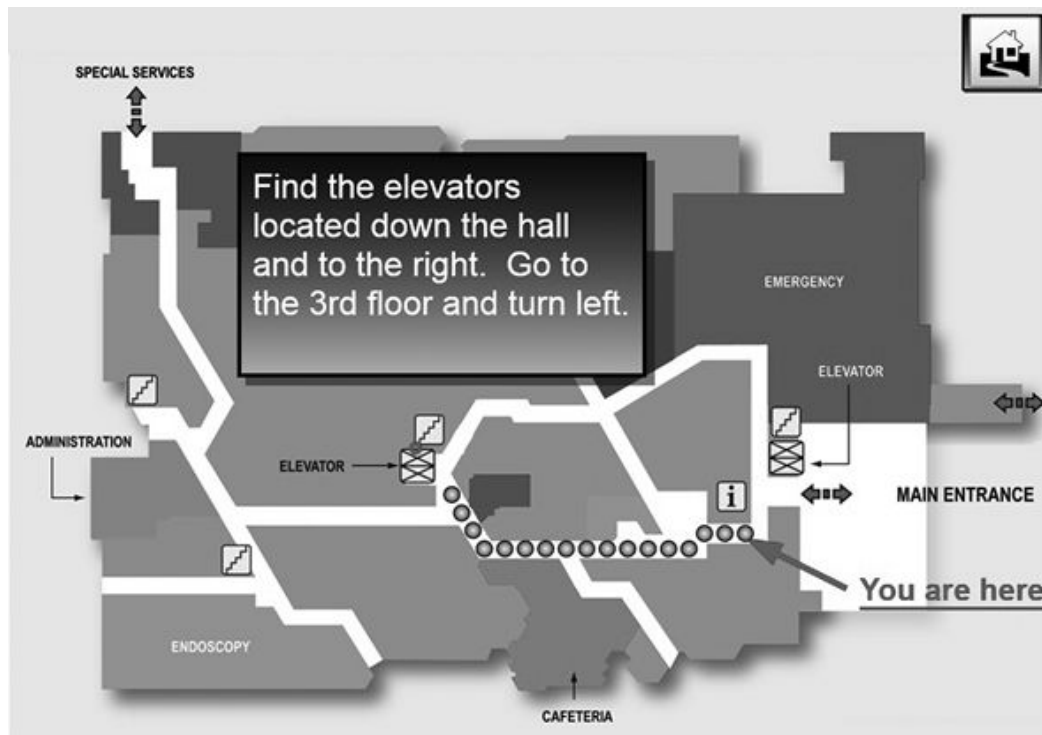 SPECIAL SERVICES
Find the elevators
located down the hall
and to the right. Go to
the 3rd floor and turn left.
EMERGENCY
ELEVATOR
ADMINISTRATION
ELEVATOR
i
MAIN ENTRANCE
You are here
ENDOSCOPY
CAFETERIA